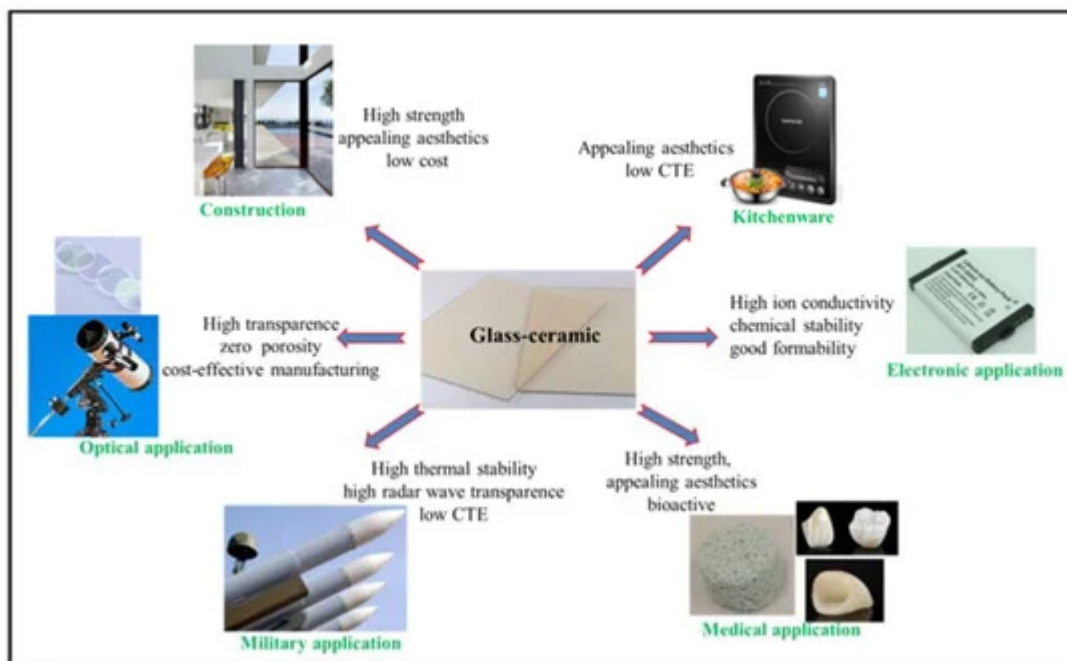 High strength
appealing aesthetics
low cost
Construction
Appealing aesthetics
low CTE
Kitchenware
High transparence
zero porosity
cost-effective manufacturing
Optical application
Glass-ceramic
High ion conductivity
chemical stability
good formability
Electronic application
High thermal stability
high radar wave transparence
low CTE
Military application
High strength,
appealing aesthetics
bioactive
Medical application